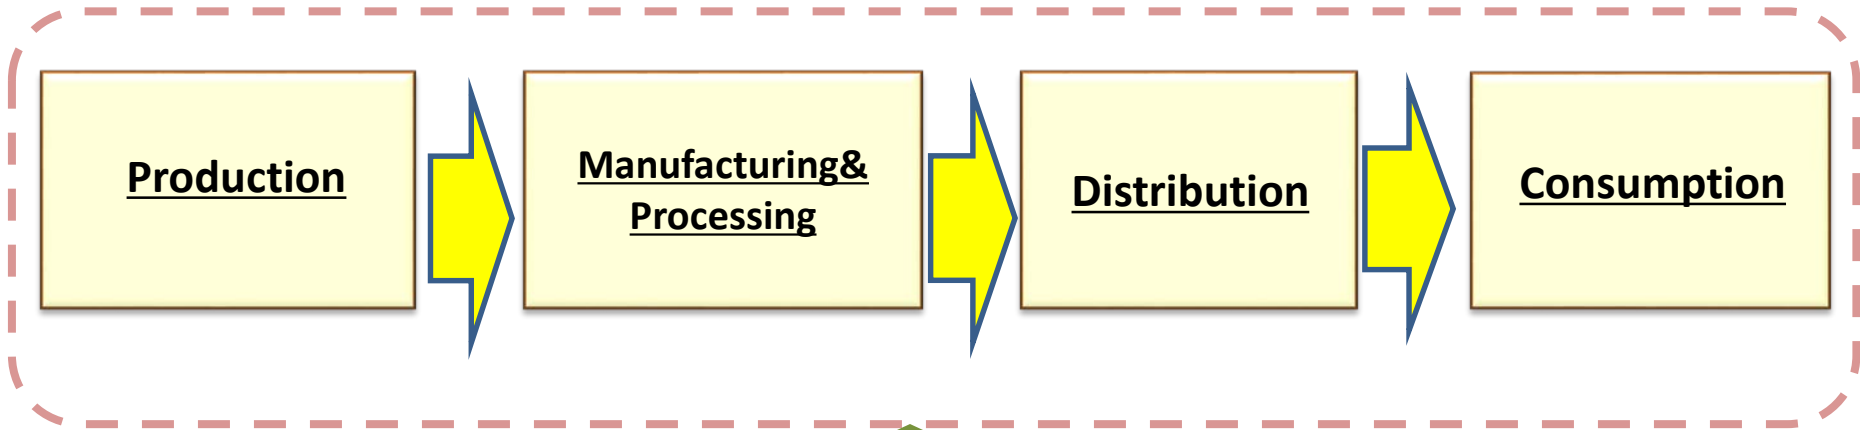 Production
Manufacturing&
Processing
Distribution
Consumption